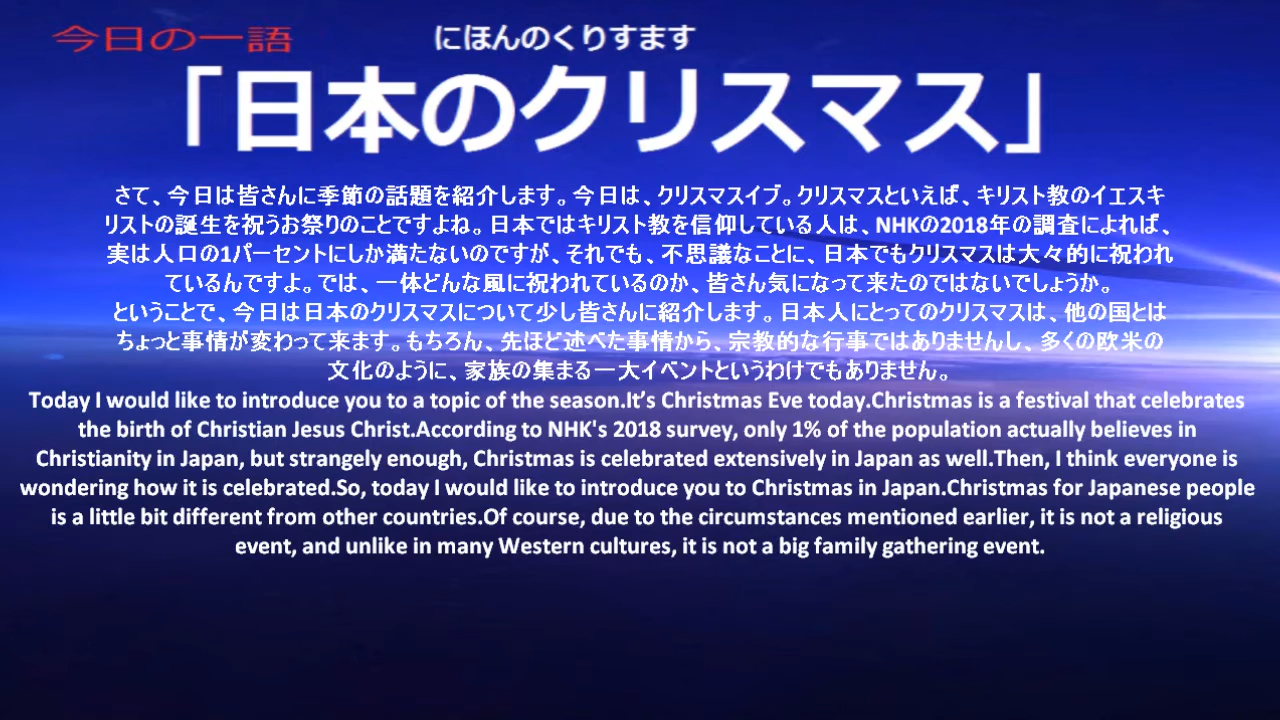 今日の一語
にほんのくりすます
「日本のクリスマス」
さて、今日は皆さんに季節の話題を紹介します。今日は、クリスマスイブ。クリスマスといえば、キリスト教のイエスキ
リストの誕生を祝うお祭りのことですよね。日本ではキリスト教を信仰している人は、NHKの2018年の調査によれば、
実は人口の1パーセントにしか満たないのですが、それでも、不思議なことに、日本でもクリスマスは大々的に祝われ
ているんですよ。では、一体どんな風に祝われているのか、皆さん気になって来たのではないでしょうか。
ということで、今日は日本のクリスマスについて少し皆さんに紹介します。日本人にとってのクリスマスは、他の国とは
ちょっと事情が変わって来ます。もちろん、先ほど述べた事情から、宗教的な行事ではありませんし、多くの欧米の
文化のように、家族の集まる一大イベントというわけでもありません。
Today I would like to introduce you to a topic of the season.It’s Christmas Eve today.Christmas is a festival that celebrates
the birth of Christian Jesus Christ.According to NHK's 2018 survey, only 1% of the population actually believes in
Christianity in Japan, but strangely enough, Christmas is celebrated extensively in Japan as well.Then, I think everyone is
wondering how it is celebrated.So, today I would like to introduce you to Christmas in Japan.Christmas for Japanese people
is a little bit different from other countries.Of course, due to the circumstances mentioned earlier, it is not a religious
event, and unlike in many Western cultures, it is not a big family gathering event.